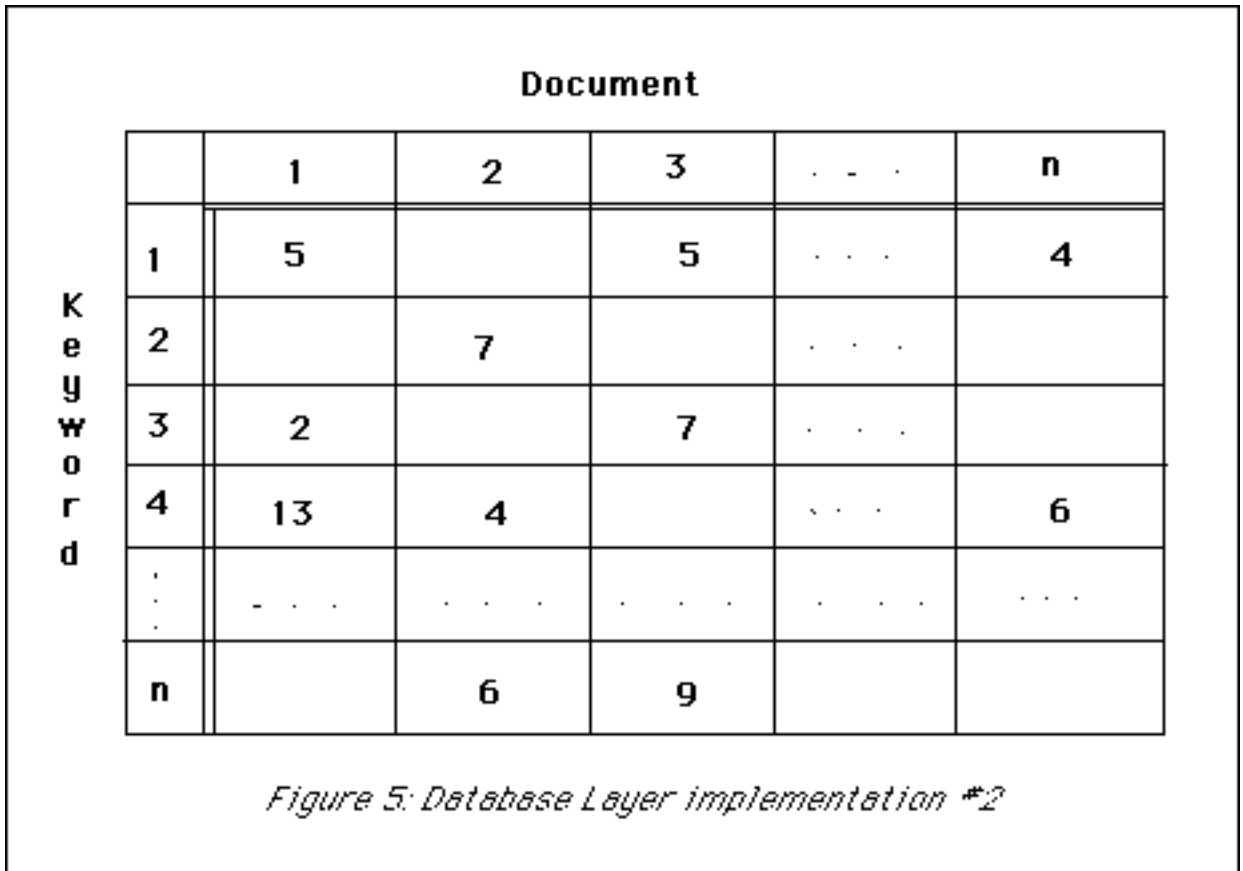 Document
1 2 3 . - . n
1 5 5 . . . 4
2 7 . . .
3 2 7 . . .
4 13 4 . . . 6
. . . - . . . . . . . . . . . . . .
n 6 9
Keyword
Figure 5: Database Layer implementation #2